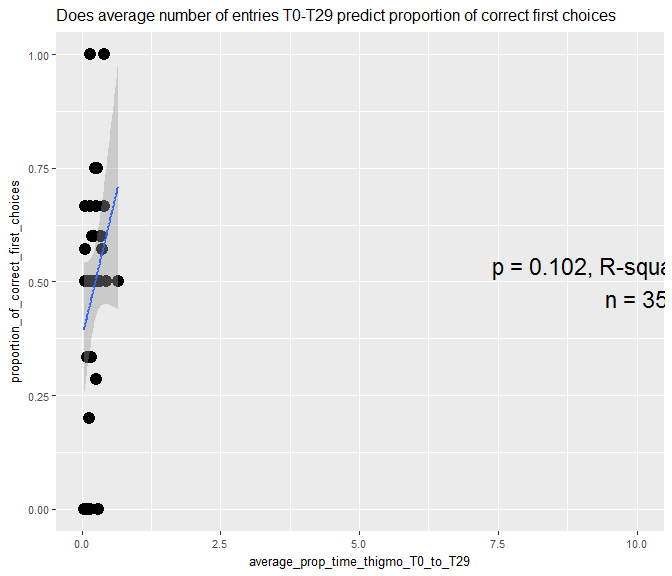 Does average number of entries T0-T29 predict proportion of correct first choices
1.00
0.75
0.50
0.25
0.00
proportion_of_correct_first_choices
p = 0.102, R-squa
n = 35
0.0 2.5 5.0 7.5 10.0
average_prop_time_thigmo_T0_to_T29